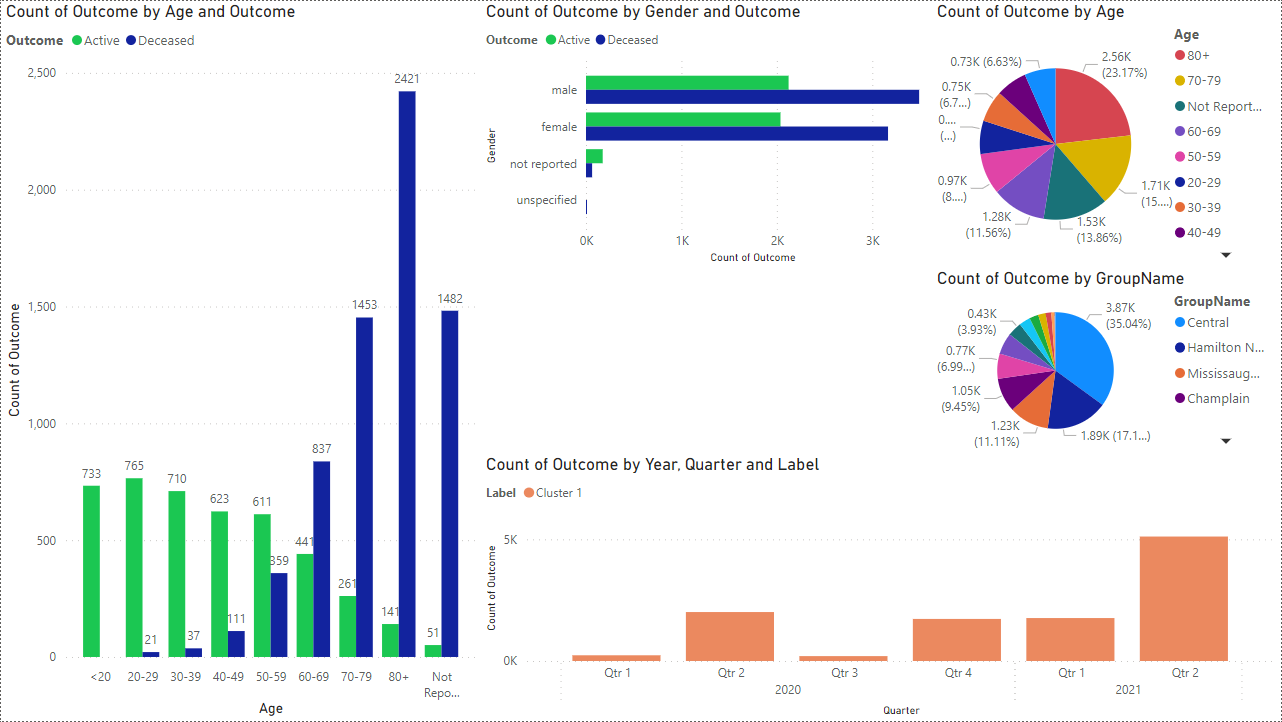 Count of Outcome by Age and Outcome
Outcome Active Deceased
2,500
2,000
1,500
1,000
500
0
Count of Outcome
733
765
21
710
37
623
111
611
359
441
837
261
1453
141
2421
51
1482
<20
20-29
30-39
40-49
50-59
60-69
70-79
80+
Not
Repo...
Age
Count of Outcome by Gender and Outcome
Outcome Active Deceased
Gender
male
female
not reported
unspecified
0K
1K
2K
3K
Count of Outcome
Count of Outcome by Age
2.56K
(23.17%)
1.71K
(15....)
1.53K
(13.86%)
1.28K
(11.56%)
0.97K
(8....)
0....
(...)
0.75K
(6.7...)
0.73K (6.63%)
Age
80+
70-79
Not Report...
60-69
50-59
20-29
30-39
40-49
Count of Outcome by GroupName
3.87K
(35.04%)
1.89K (17.1...)
1.23K
(11.11%)
1.05K
(9.45%)
0.77K
(6.99...)
0.43K
(3.93%)
GroupName
Central
Hamilton N...
Mississaug...
Champlain
Count of Outcome by Year, Quarter and Label
Label Cluster 1
Count of Outcome
5K
0K
Qtr 1
Qtr 2
Qtr 3
Qtr 4
Qtr 1
Qtr 2
2020
2021
Quarter